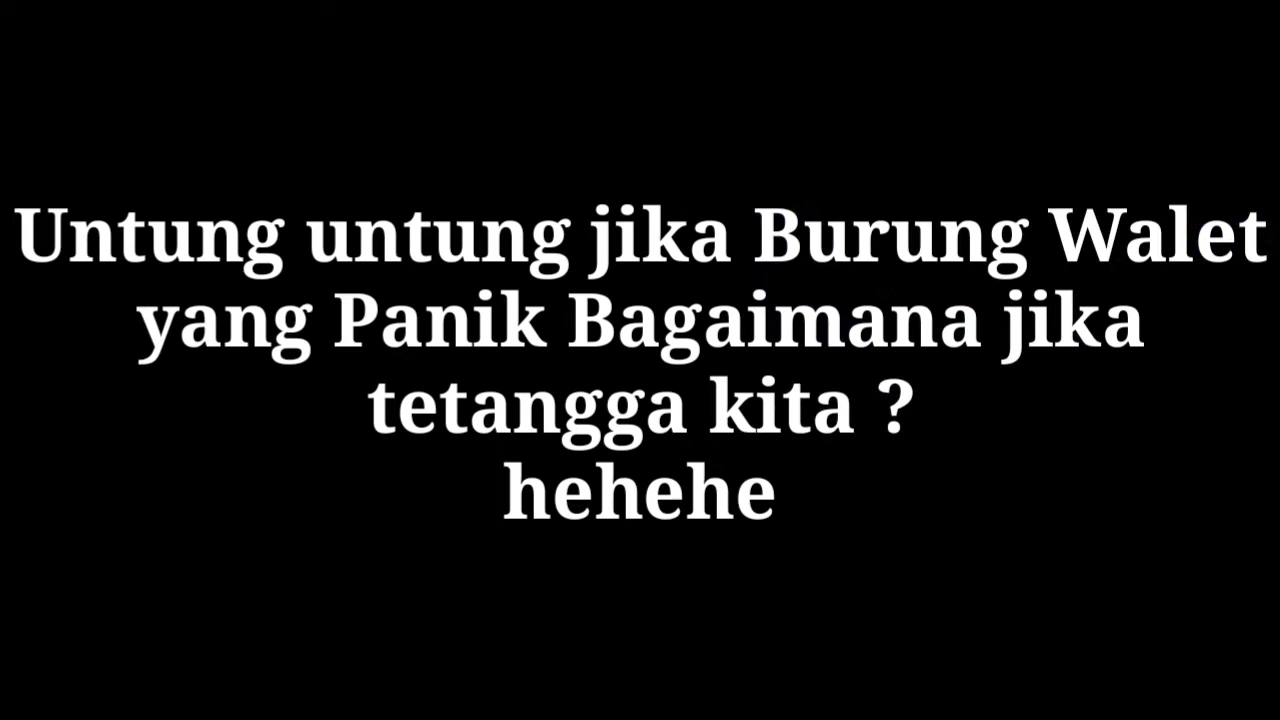 Untung untung jika Burung Walet
yang Panik Bagaimana jika
tetangga kita ?
hehehe